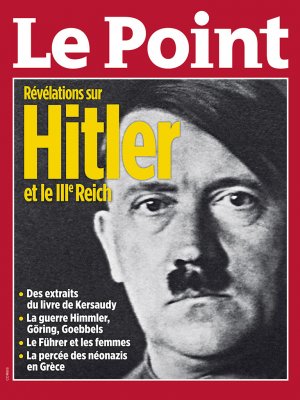 Le Point
Révélations sur
Hitler
et le IIIe Reich
• Des extraits
du livre de Kersaudy
• La guerre Himmler,
Göring, Goebbels
• Le Führer et les femmes
• La percée des néonazis
en Grèce